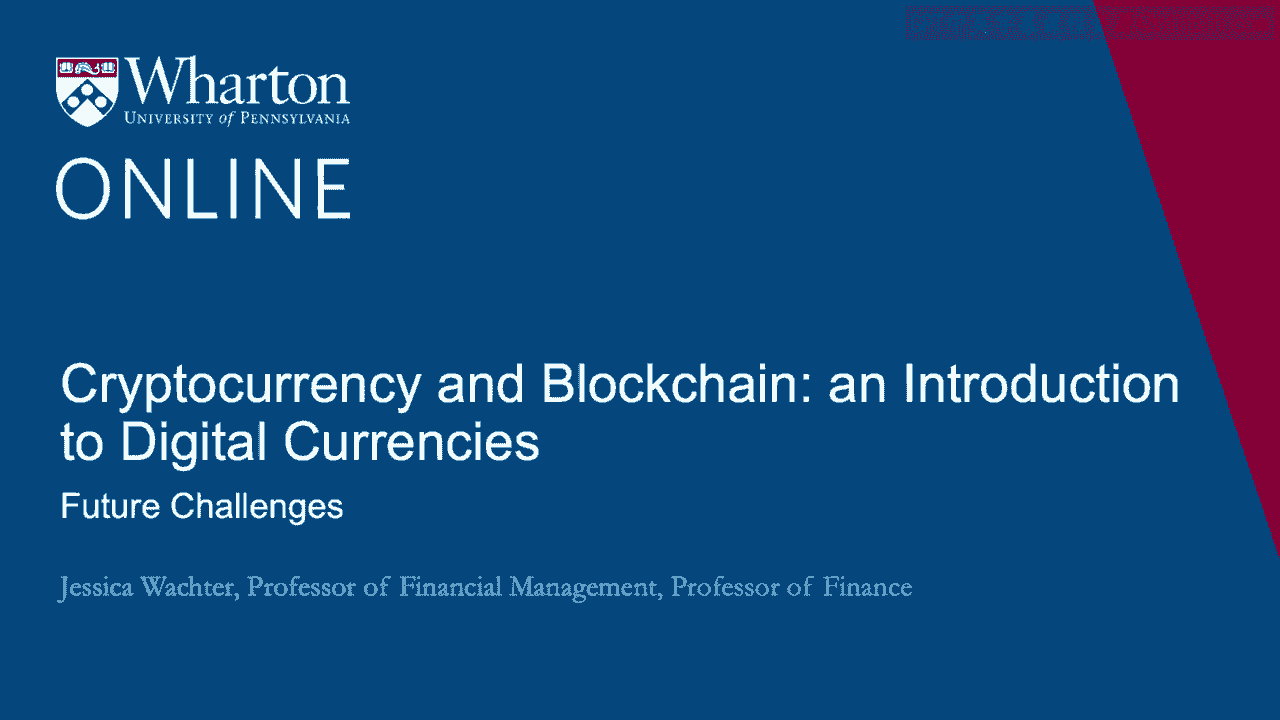 Wharton
UNIVERSITY of PENNSYLVANIA
ONLINE
Cryptocurrency and Blockchain: an Introduction
to Digital Currencies
Future Challenges
Jessica Wachter, Professor of Financial Management, Professor of Finance